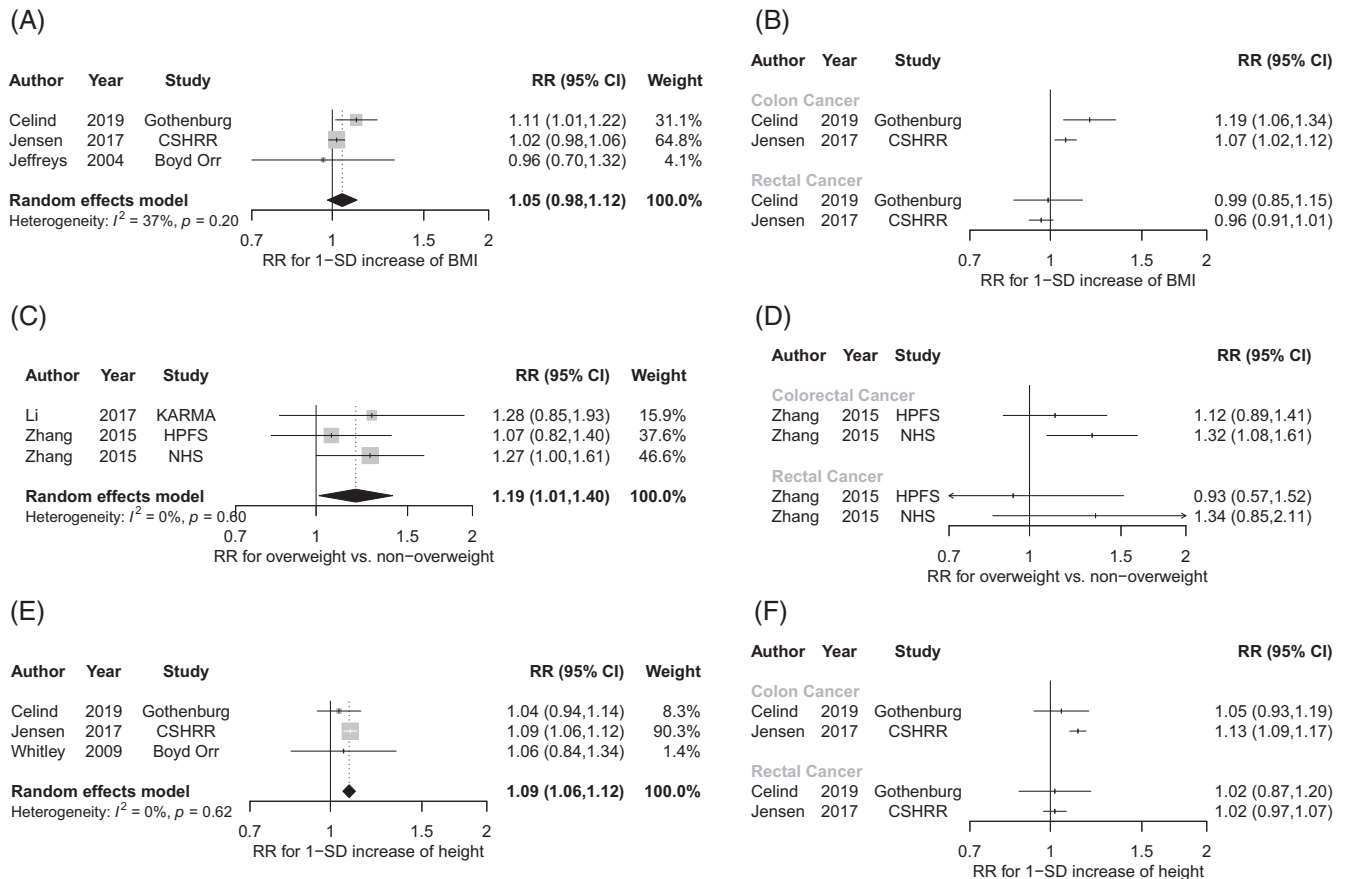 (A)
Author Year Study RR (95% CI) Weight
Celind 2019 Gothenburg 1.11 (1.01,1.22) 31.1%
Jensen 2017 CSHRR 1.02 (0.98,1.06) 64.8%
Jeffreys 2004 Boyd Orr 0.96 (0.70,1.32) 4.1%
Random effects model 1.05 (0.98,1.12) 100.0%
Heterogeneity: I² = 37%, p = 0.20
0.7 1 1.5 2
RR for 1−SD increase of BMI
(B)
Author Year Study RR (95% CI)
Colon Cancer
Celind 2019 Gothenburg 1.19 (1.06,1.34)
Jensen 2017 CSHRR 1.07 (1.02,1.12)
Rectal Cancer
Celind 2019 Gothenburg 0.99 (0.85,1.15)
Jensen 2017 CSHRR 0.96 (0.91,1.01)
0.7 1 1.5 2
RR for 1−SD increase of BMI
(C)
Author Year Study RR (95% CI) Weight
Li 2017 KARMA 1.28 (0.85,1.93) 15.9%
Zhang 2015 HPFS 1.07 (0.82,1.40) 37.6%
Zhang 2015 NHS 1.27 (1.00,1.61) 46.6%
Random effects model 1.19 (1.01,1.40) 100.0%
Heterogeneity: I² = 0%, p = 0.60
0.7 1 1.5 2
RR for overweight vs. non−overweight
(D)
Author Year Study RR (95% CI)
Colorectal Cancer
Zhang 2015 HPFS 1.12 (0.89,1.41)
Zhang 2015 NHS 1.32 (1.08,1.61)
Rectal Cancer
Zhang 2015 HPFS 0.93 (0.57,1.52)
Zhang 2015 NHS 1.34 (0.85,2.11)
0.7 1 1.5 2
RR for overweight vs. non−overweight
(E)
Author Year Study RR (95% CI) Weight
Celind 2019 Gothenburg 1.04 (0.94,1.14) 8.3%
Jensen 2017 CSHRR 1.09 (1.06,1.12) 90.3%
Whitley 2009 Boyd Orr 1.06 (0.84,1.34) 1.4%
Random effects model 1.09 (1.06,1.12) 100.0%
Heterogeneity: I² = 0%, p = 0.62
0.7 1 1.5 2
RR for 1−SD increase of height
(F)
Author Year Study RR (95% CI)
Colon Cancer
Celind 2019 Gothenburg 1.05 (0.93,1.19)
Jensen 2017 CSHRR 1.13 (1.09,1.17)
Rectal Cancer
Celind 2019 Gothenburg 1.02 (0.87,1.20)
Jensen 2017 CSHRR 1.02 (0.97,1.07)
0.7 1 1.5 2
RR for 1−SD increase of height